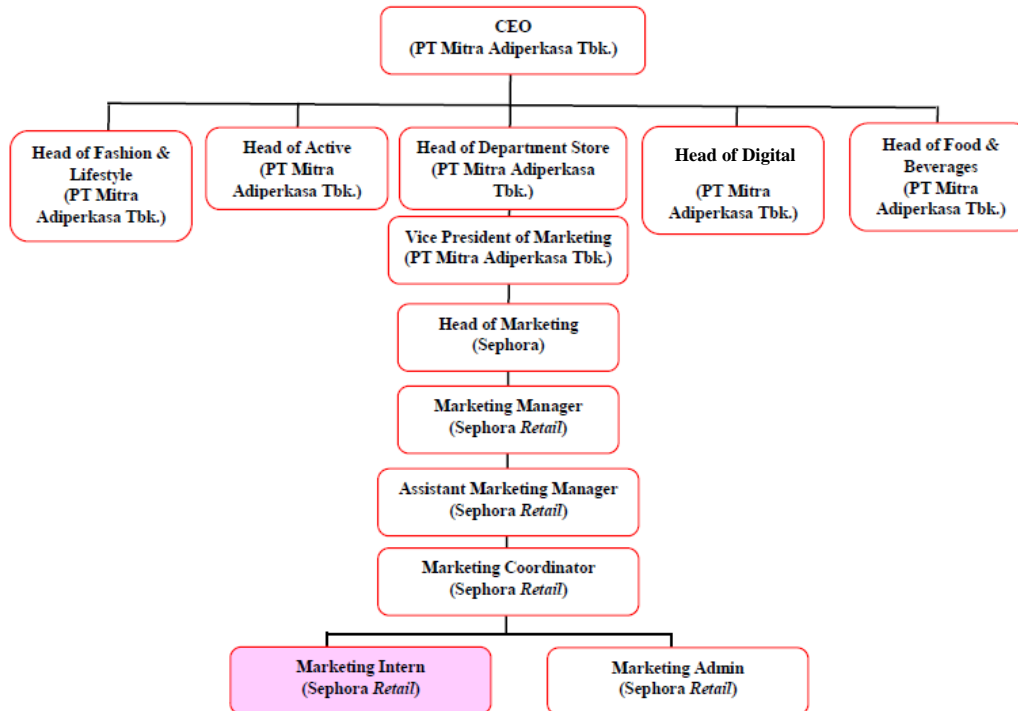 CEO
(PT Mitra Adiperkasa Tbk.)
Head of Fashion &
Lifestyle
(PT Mitra
Adiperkasa Tbk.)
Head of Active
(PT Mitra
Adiperkasa Tbk.)
Head of Department Store
(PT Mitra Adiperkasa
Tbk.)
Head of Digital
(PT Mitra
Adiperkasa Tbk.)
Head of Food &
Beverages
(PT Mitra
Adiperkasa Tbk.)
Vice President of Marketing
(PT Mitra Adiperkasa Tbk.)
Head of Marketing
(Sephora)
Marketing Manager
(Sephora Retail)
Assistant Marketing Manager
(Sephora Retail)
Marketing Coordinator
(Sephora Retail)
Marketing Intern
(Sephora Retail)
Marketing Admin
(Sephora Retail)